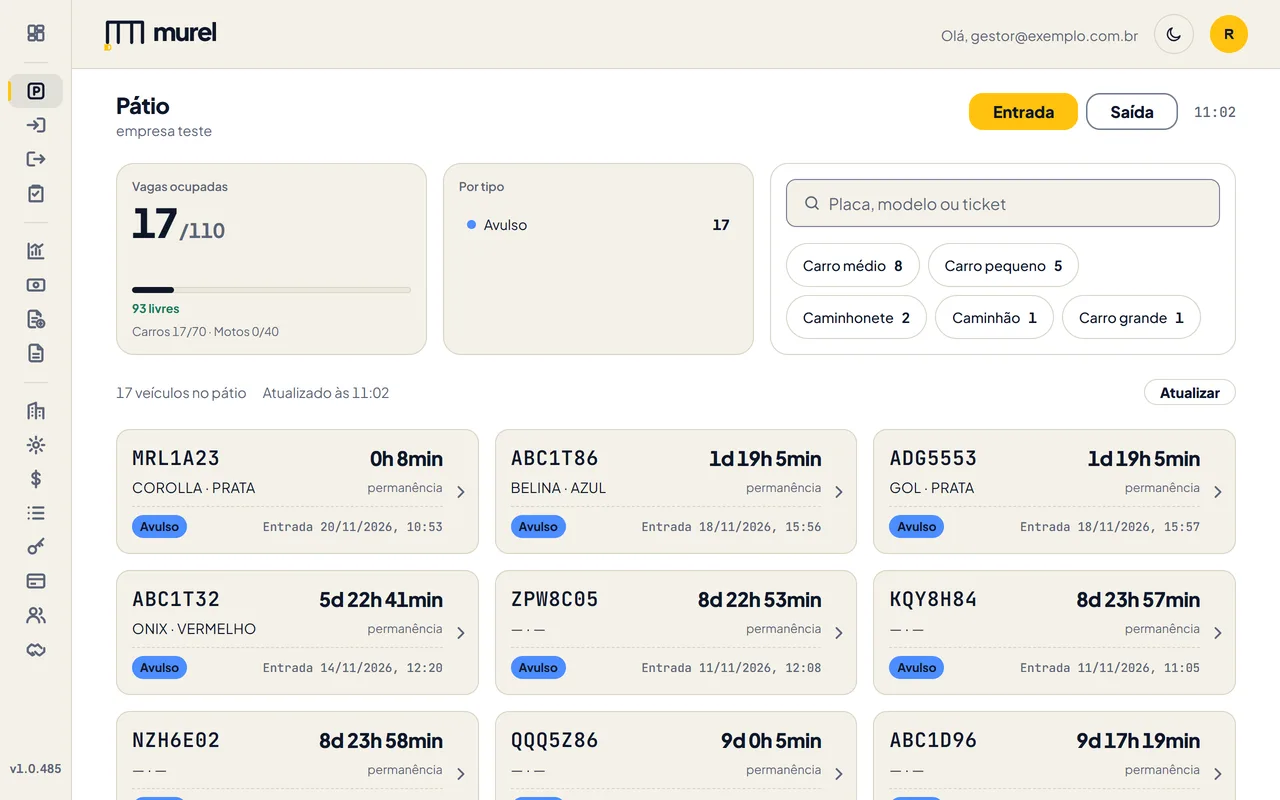 murel
Olá, gestor@exemplo.com.br
R
Pátio
empresa teste
Entrada
Saída
11:02
Vagas ocupadas
17/110
93 livres
Carros 17/70 · Motos 0/40
Por tipo
Avulso 17
Placa, modelo ou ticket
Carro médio 8
Carro pequeno 5
Caminhonete 2
Caminhão 1
Carro grande 1
17 veículos no pátio
Atualizado às 11:02
Atualizar
MRL1A23 0h 8min
COROLLA · PRATA permanência
Avulso Entrada 20/11/2026, 10:53
ABC1T86 1d 19h 5min
BELINA · AZUL permanência
Avulso Entrada 18/11/2026, 15:56
ADG5553 1d 19h 5min
GOL · PRATA permanência
Avulso Entrada 18/11/2026, 15:57
ABC1T32 5d 22h 41min
ONIX · VERMELHO permanência
Avulso Entrada 14/11/2026, 12:20
ZPW8C05 8d 22h 53min
— · — permanência
Avulso Entrada 11/11/2026, 12:08
KQY8H84 8d 23h 57min
— · — permanência
Avulso Entrada 11/11/2026, 11:05
NZH6E02 8d 23h 58min
— · — permanência
QQQ5Z86 9d 0h 5min
— · — permanência
ABC1D96 9d 17h 19min
— · — permanência
v1.0.485